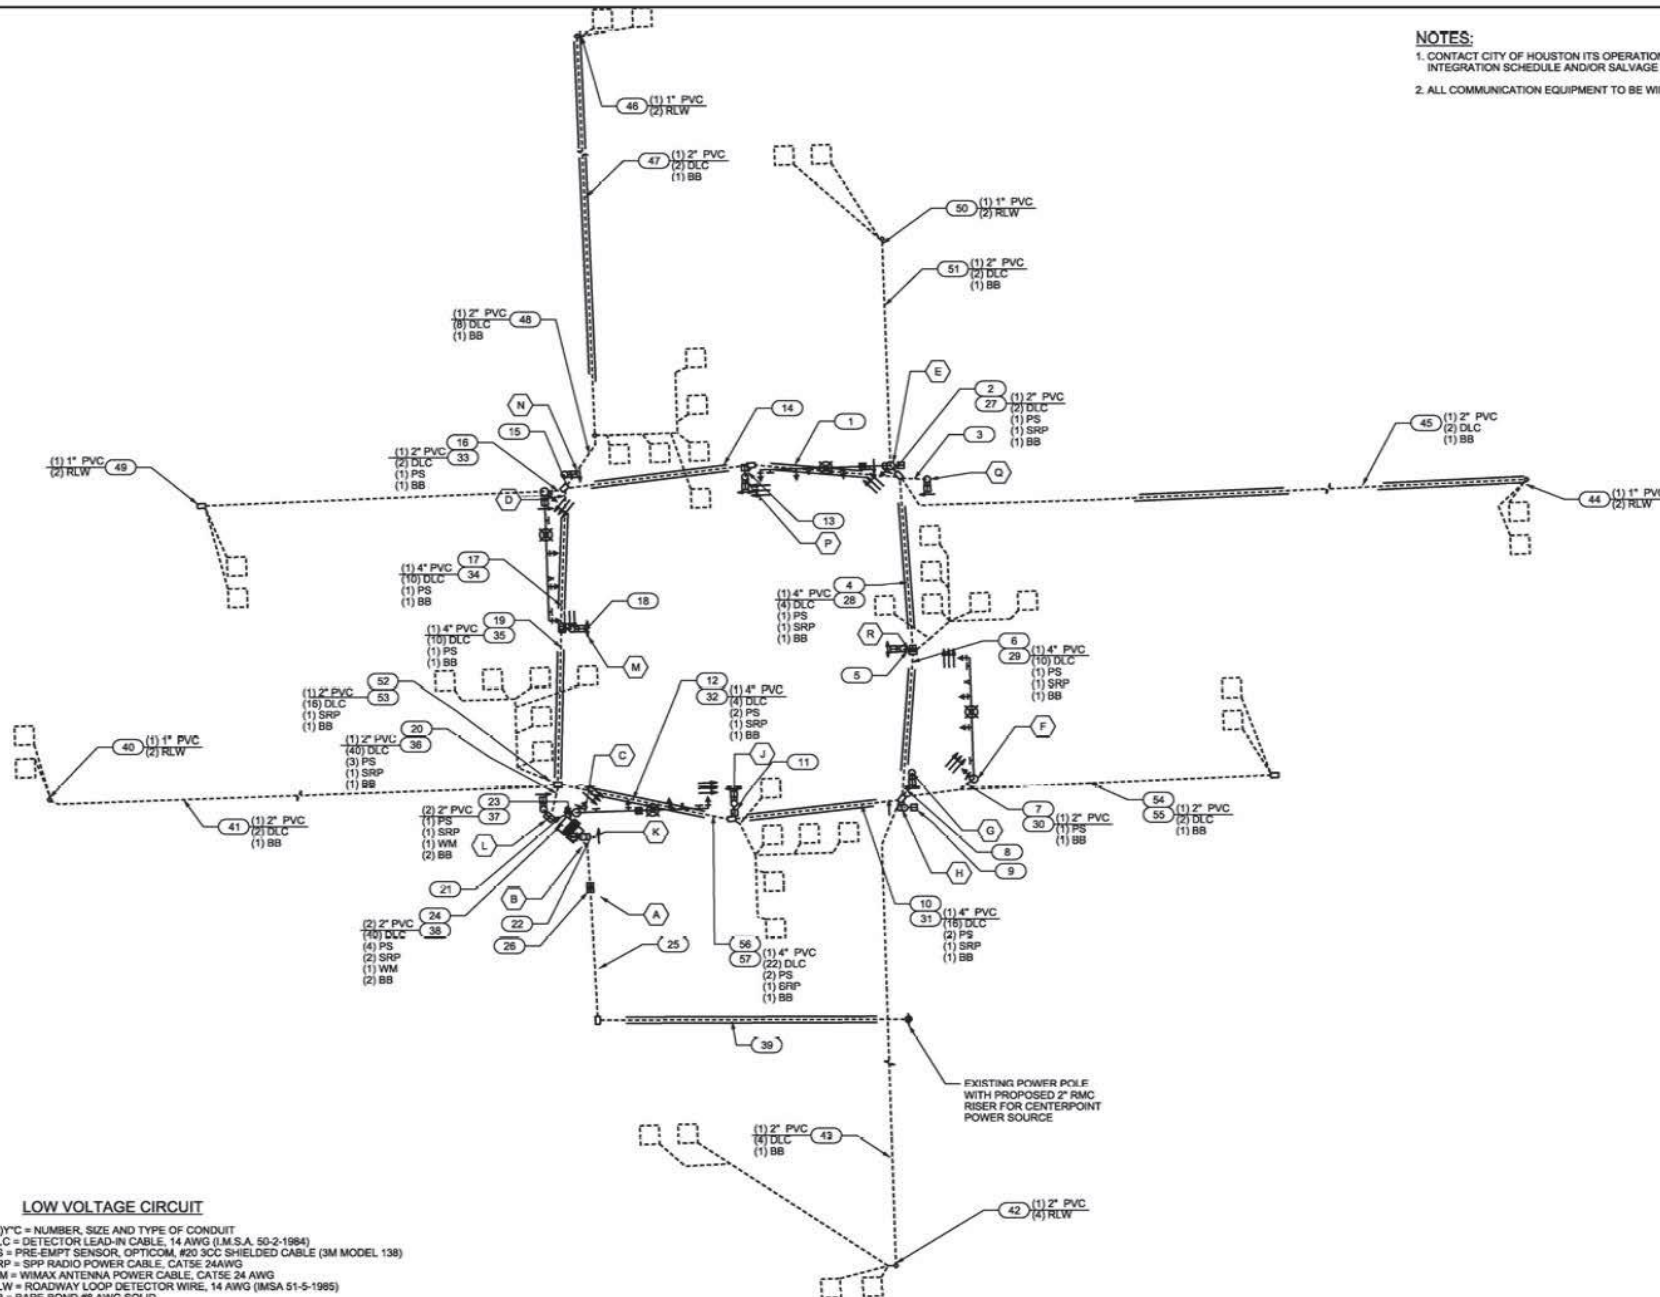 NOTES:
1. CONTACT CITY OF HOUSTON ITS
INTEGRATION SCHEDULE AND/OR SALVAGE
2. ALL COMMUNICATION EQUIPMENT TO BE
46 (1) 1" PVC
(2) RLW
47 (1) 2" PVC
(2) DLC
(1) BB
50 (1) 1" PVC
(2) RLW
51 (1) 2" PVC
(2) DLC
(1) BB
(1) 2" PVC 48
(8) DLC
(1) BB
E
2
27 (1) 2" PVC
(2) DLC
(1) PS
(1) SRP
(1) BB
3
N
15
14
1
45 (1) 2" PVC
(2) DLC
(1) BB
16
(1) 2" PVC 33
(2) DLC
(1) PS
(1) BB
(1) 1" PVC 49
(2) RLW
Q
D
44 (1) 1" PVC
(2) RLW
13
P
17
(1) 4" PVC 34
(10) DLC
(1) PS
(1) BB
18
4
(1) 4" PVC 28
(4) DLC
(1) PS
(1) SRP
(1) BB
19
(1) 4" PVC 35
(10) DLC
(1) PS
(1) BB
M
R
5
6
29 (1) 4" PVC
(10) DLC
(1) PS
(1) SRP
(1) BB
52
(1) 2" PVC 53
(16) DLC
(1) SRP
(1) BB
12
32 (1) 4" PVC
(4) DLC
(2) PS
(1) SRP
(1) BB
20
(1) 2" PVC 36
(40) DLC
(3) PS
(1) SRP
(1) BB
40 (1) 1" PVC
(2) RLW
C
J
11
F
41 (1) 2" PVC
(2) DLC
(1) BB
23
(2) 2" PVC 37
(1) PS
(1) SRP
(1) WM
(2) BB
L
K
7
30 (1) 2" PVC
(1) PS
(1) BB
54
55 (1) 2" PVC
(2) DLC
(1) BB
G
8
9
H
21
B
22
26
A
24
(2) 2" PVC 38
(40) DLC
(4) PS
(2) SRP
(1) WM
(2) BB
25
56
57 (1) 4" PVC
(22) DLC
(2) PS
(1) SRP
(1) BB
10
31 (1) 4" PVC
(16) DLC
(2) PS
(1) SRP
(1) BB
39
EXISTING POWER POLE
WITH PROPOSED 2" RMC
RISER FOR CENTERPOINT
POWER SOURCE
(1) 2" PVC 43
(4) DLC
(1) BB
42 (1) 2" PVC
(4) RLW
LOW VOLTAGE CIRCUIT
= NUMBER, SIZE AND TYPE OF CONDUIT
= DETECTOR LEAD-IN CABLE, 14 AWG (I.M.S.A. 50-2-1984)
= PRE-EMPT SENSOR, OPTICOM, #20 3CC SHIELDED CABLE (3M MODEL 138)
= SPP RADIO POWER CABLE, CAT5E 24AWG
= WIMAX ANTENNA POWER CABLE, CAT5E 24 AWG
= ROADWAY LOOP DETECTOR WIRE, 14 AWG (IMSA 51-5-1985)